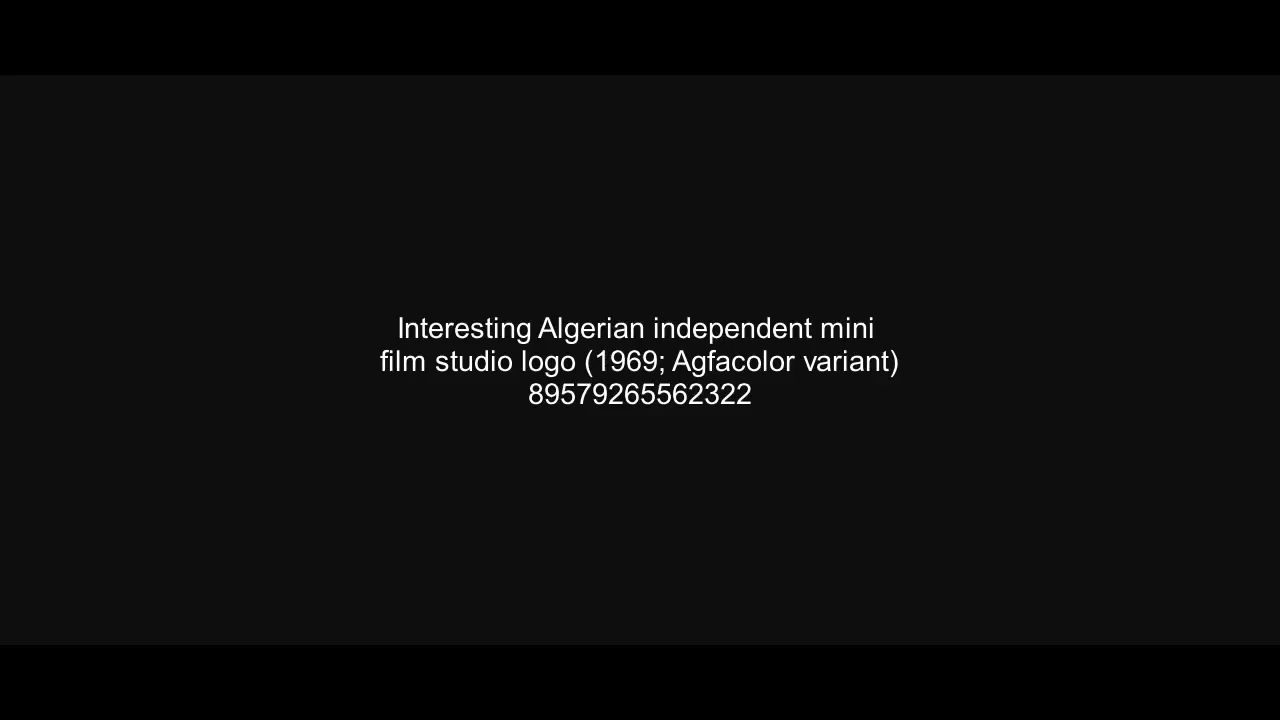 Interesting Algerian independent mini
film studio logo (1969; Agfacolor variant)
89579265562322